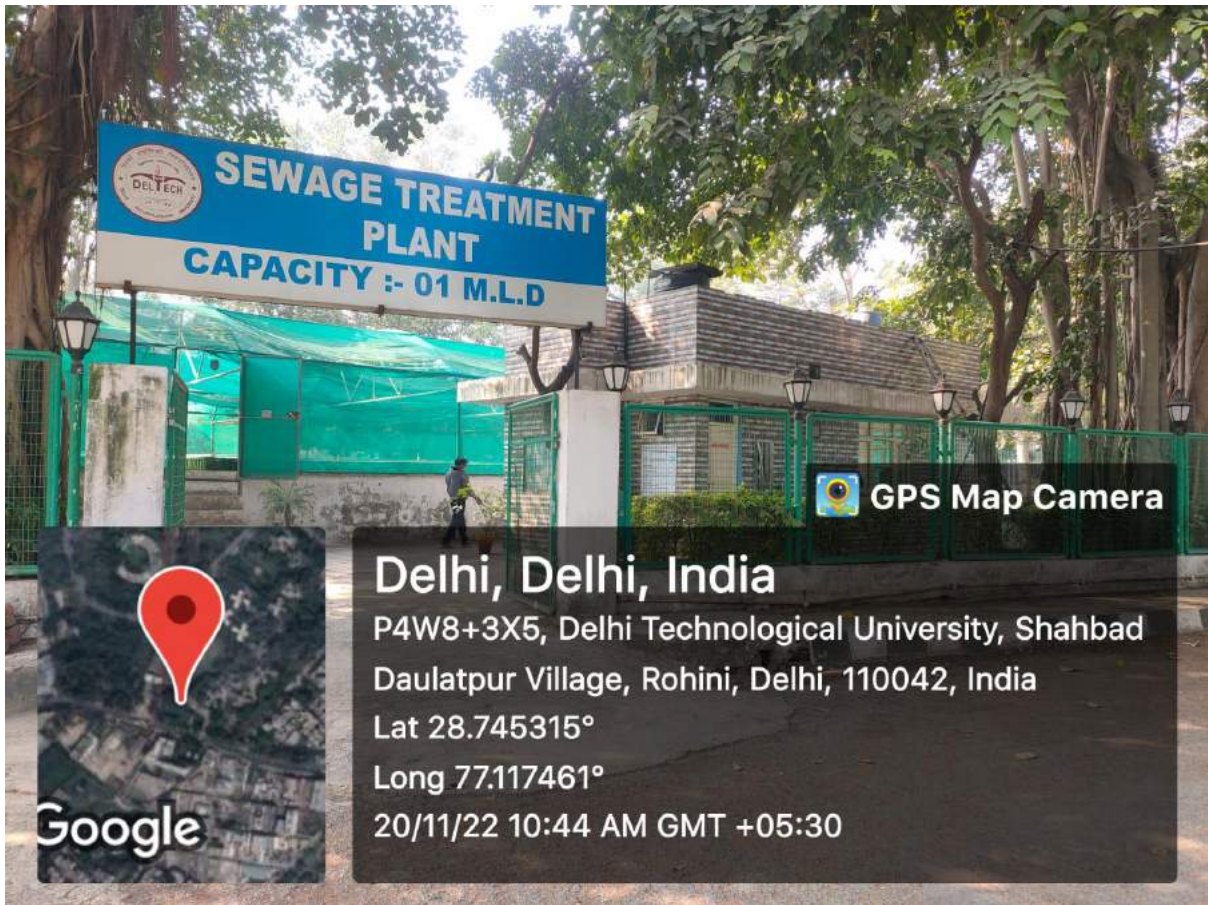 DELTECH
SEWAGE TREATMENT
PLANT
CAPACITY :- 01 M.L.D
GPS Map Camera
Delhi, Delhi, India
P4W8+3X5, Delhi Technological University, Shahbad
Daulatpur Village, Rohini, Delhi, 110042, India
Lat 28.745315°
Long 77.117461°
20/11/22 10:44 AM GMT +05:30
Google